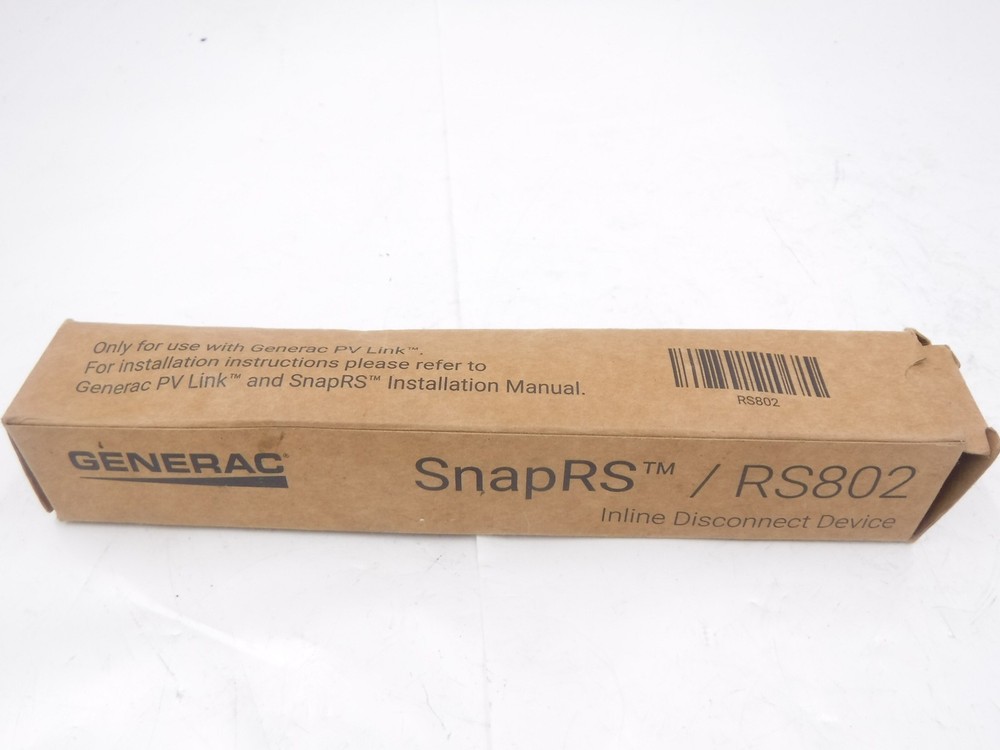 Only for use with Generac PV Link™.
For installation instructions please refer to
Generac PV Link™ and SnapRS™ Installation Manual.
RS802
GENERAC®
SnapRS™ / RS802
Inline Disconnect Device